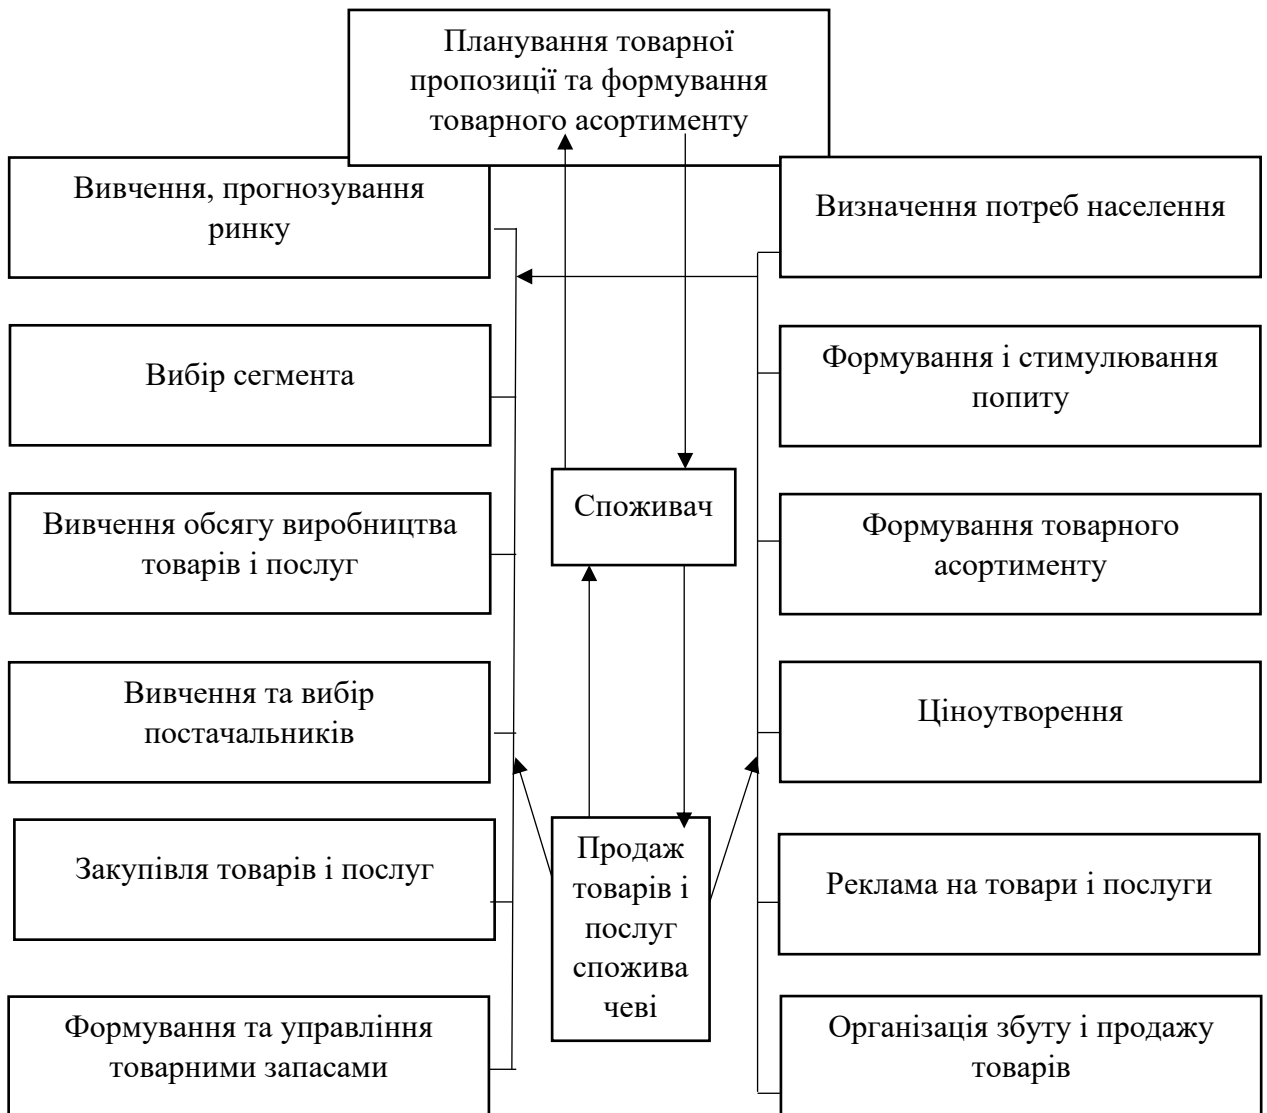 Планування товарної
пропозиції та формування
товарного асортименту
Вивчення, прогнозування
ринку
Визначення потреб населення
Вибір сегмента
Формування і стимулювання
попиту
Споживач
Вивчення обсягу виробництва
товарів і послуг
Формування товарного
асортименту
Вивчення та вибір
постачальників
Ціноутворення
Закупівля товарів і послуг
Продаж
товарів і
послуг
спожива
чеві
Реклама на товари і послуги
Формування та управління
товарними запасами
Організація збуту і продажу
товарів